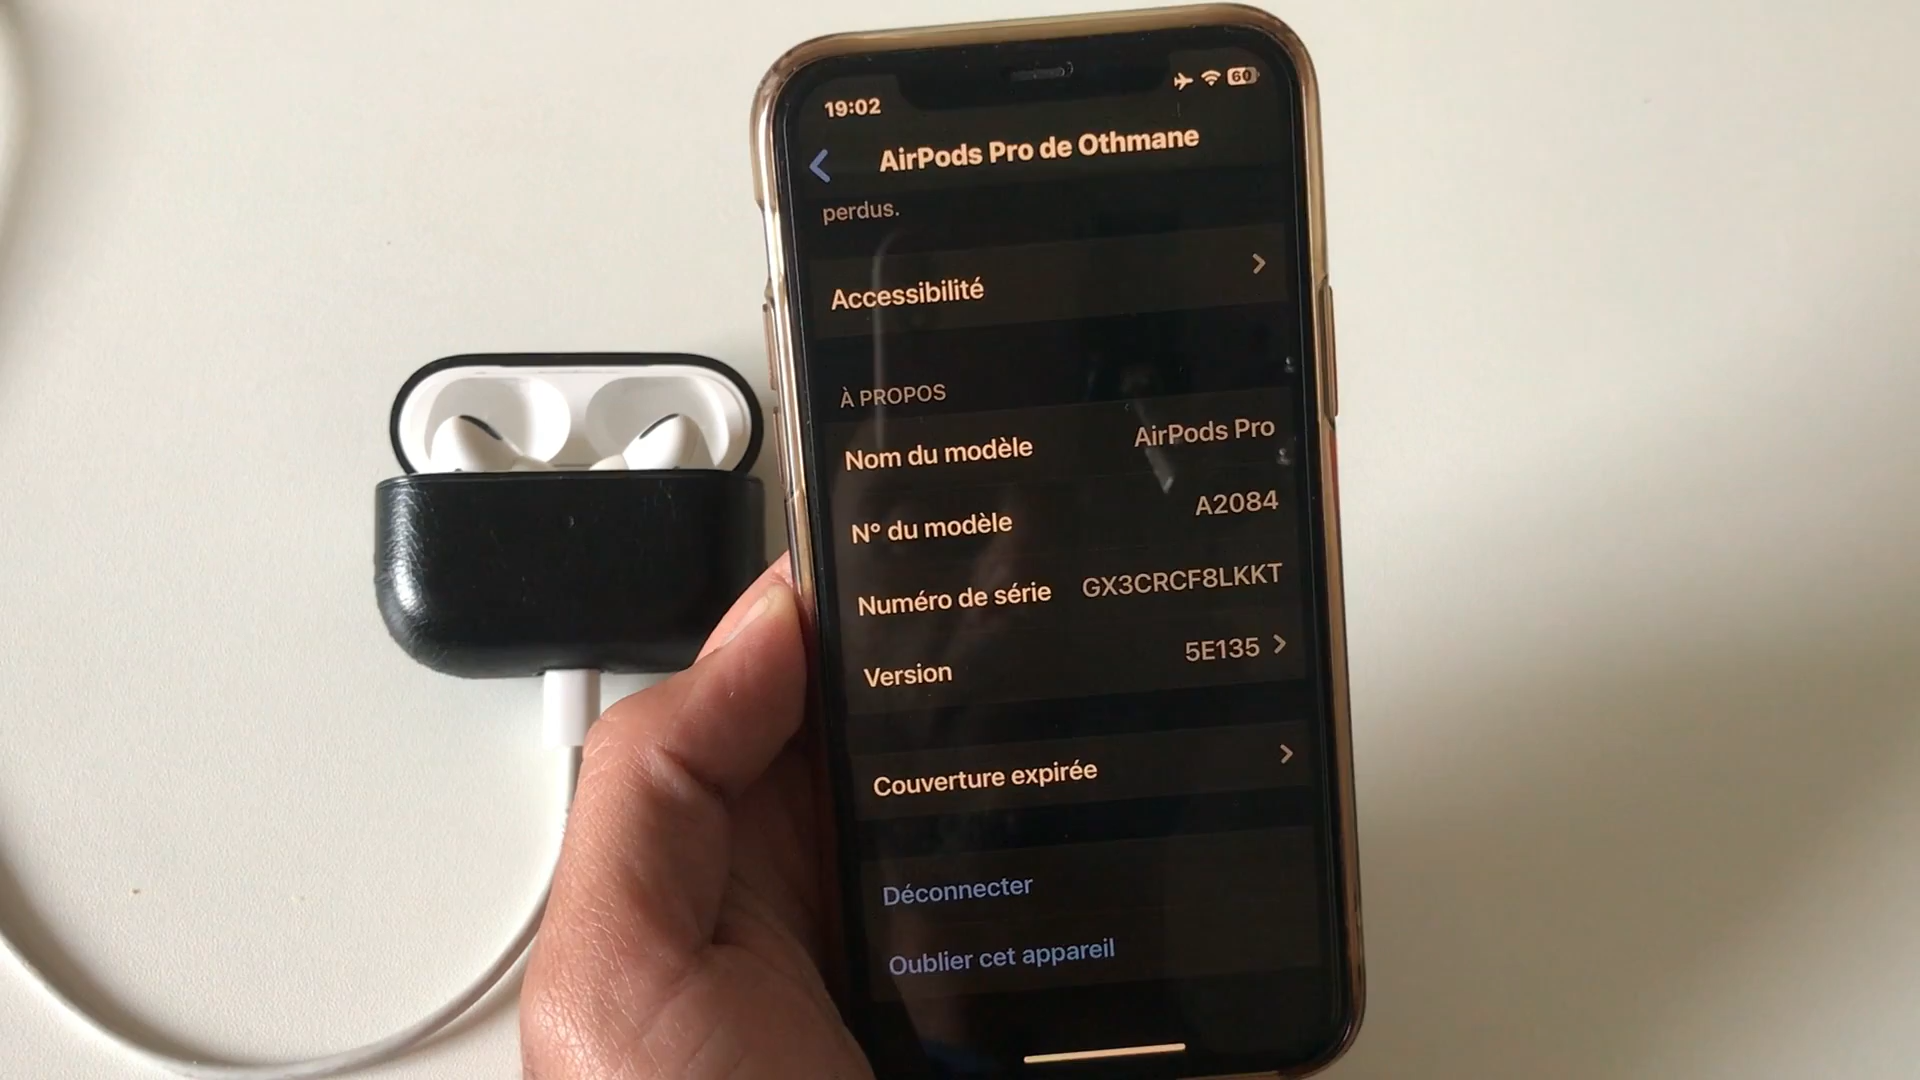 19:02
60
AirPods Pro de Othmane
perdus.
Accessibilité
À PROPOS
Nom du modèle AirPods Pro
N° du modèle A2084
Numéro de série GX3CRCF8LKKT
Version 5E135
Couverture expirée
Déconnecter
Oublier cet appareil